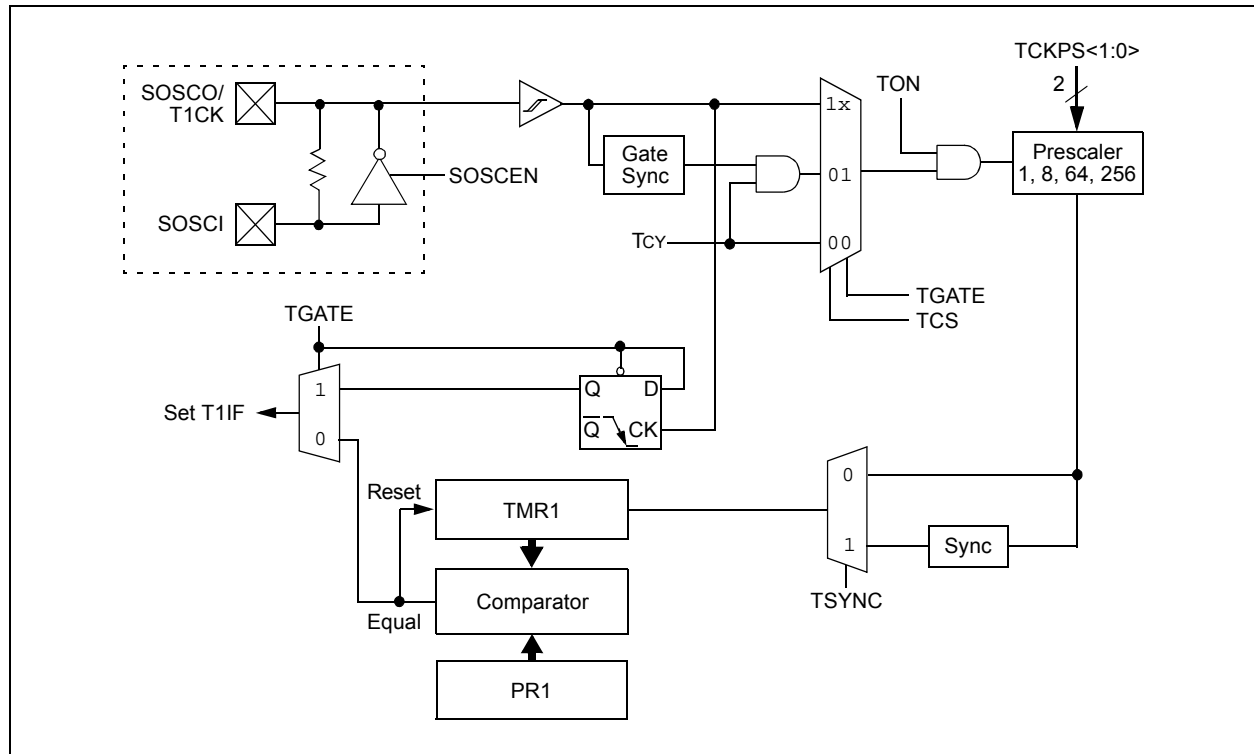 TCKPS<1:0>
2
TON
SOSCO/
T1CK
1x
Gate
Sync
Prescaler
1, 8, 64, 256
SOSCEN
01
SOSCI
TCY
00
TGATE
TCS
TGATE
1
Q
D
Set T1IF
0
Q
CK
Reset
TMR1
0
1
Sync
Comparator
TSYNC
Equal
PR1